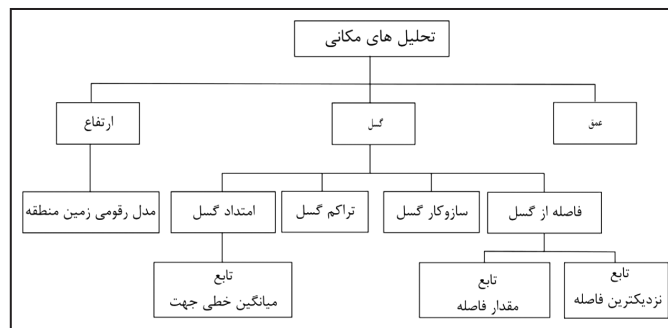 تحلیل های مکانی
عمق
گسل
ارتفاع
فاصله از گسل
سازوکار گسل
تراکم گسل
امتداد گسل
مدل رقومی زمین منطقه
تابع
نزدیکترین فاصله
تابع
مقدار فاصله
تابع
میانگین خطی جهت